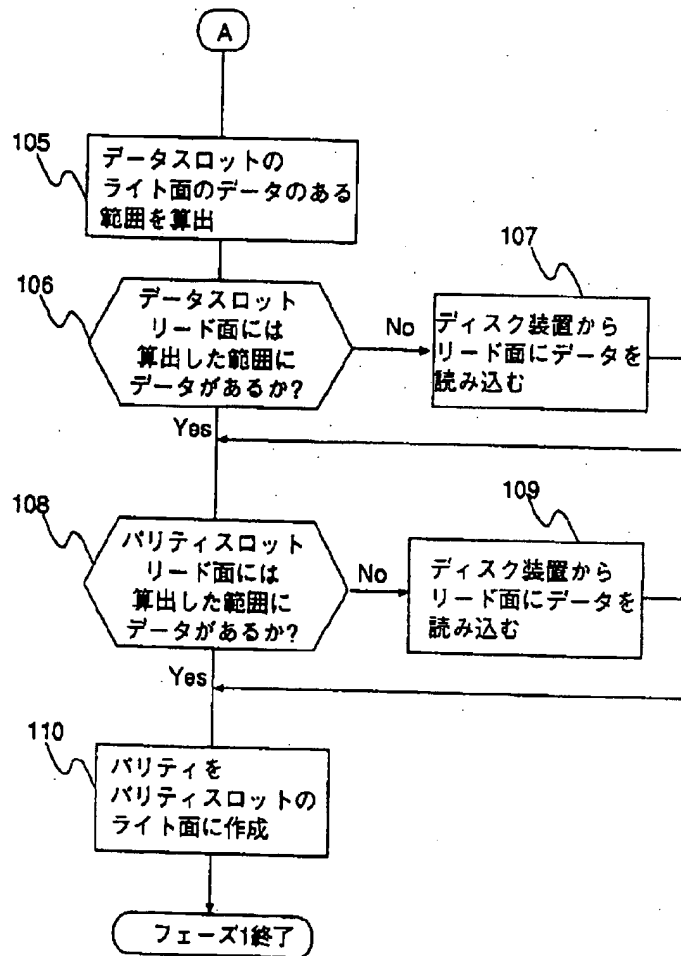 A
105
データスロットの
ライト面のデータのある
範囲を算出
106
データスロット
リード面には
算出した範囲に
データがあるか?
No
107
ディスク装置から
リード面にデータを
読み込む
Yes
108
パリティスロット
リード面には
算出した範囲に
データがあるか?
No
109
ディスク装置から
リード面にデータを
読み込む
Yes
110
パリティを
パリティスロットの
ライト面に作成
フェーズ1終了